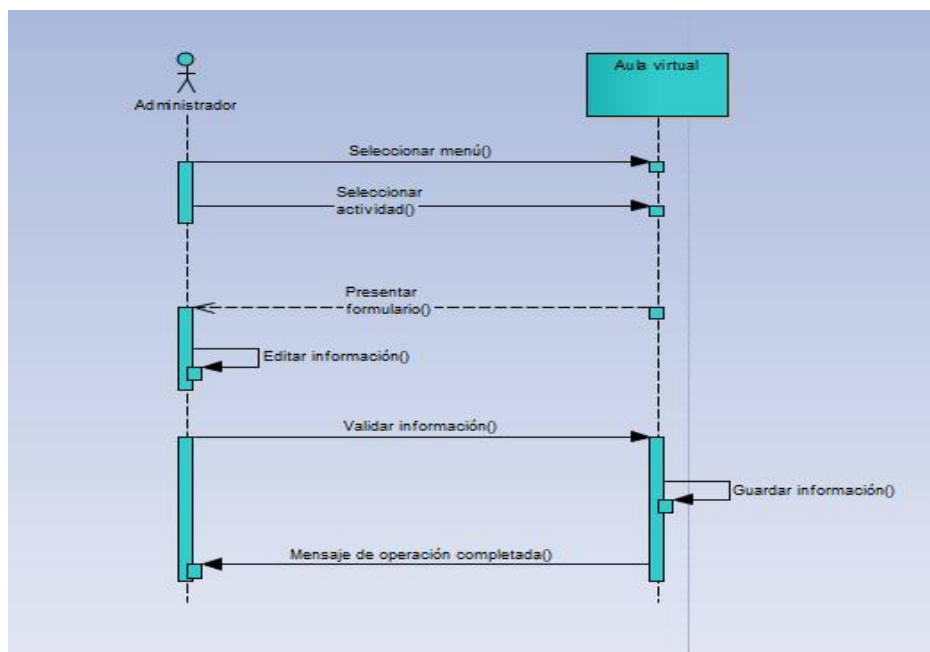 Administrador
Aula virtual
Seleccionar menú()
Seleccionar
actividad()
Presentar
formulario()
Editar información()
Validar información()
Guardar información()
Mensaje de operación completada()